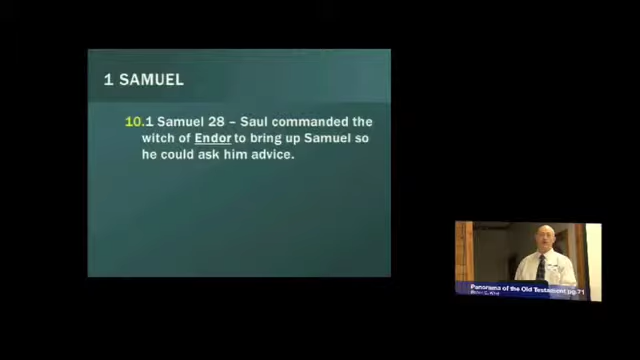 1 SAMUEL
10.1 Samuel 28 – Saul commanded the
witch of Endor to bring up Samuel so
he could ask him advice.
Panorama of the Old Testament pg.71